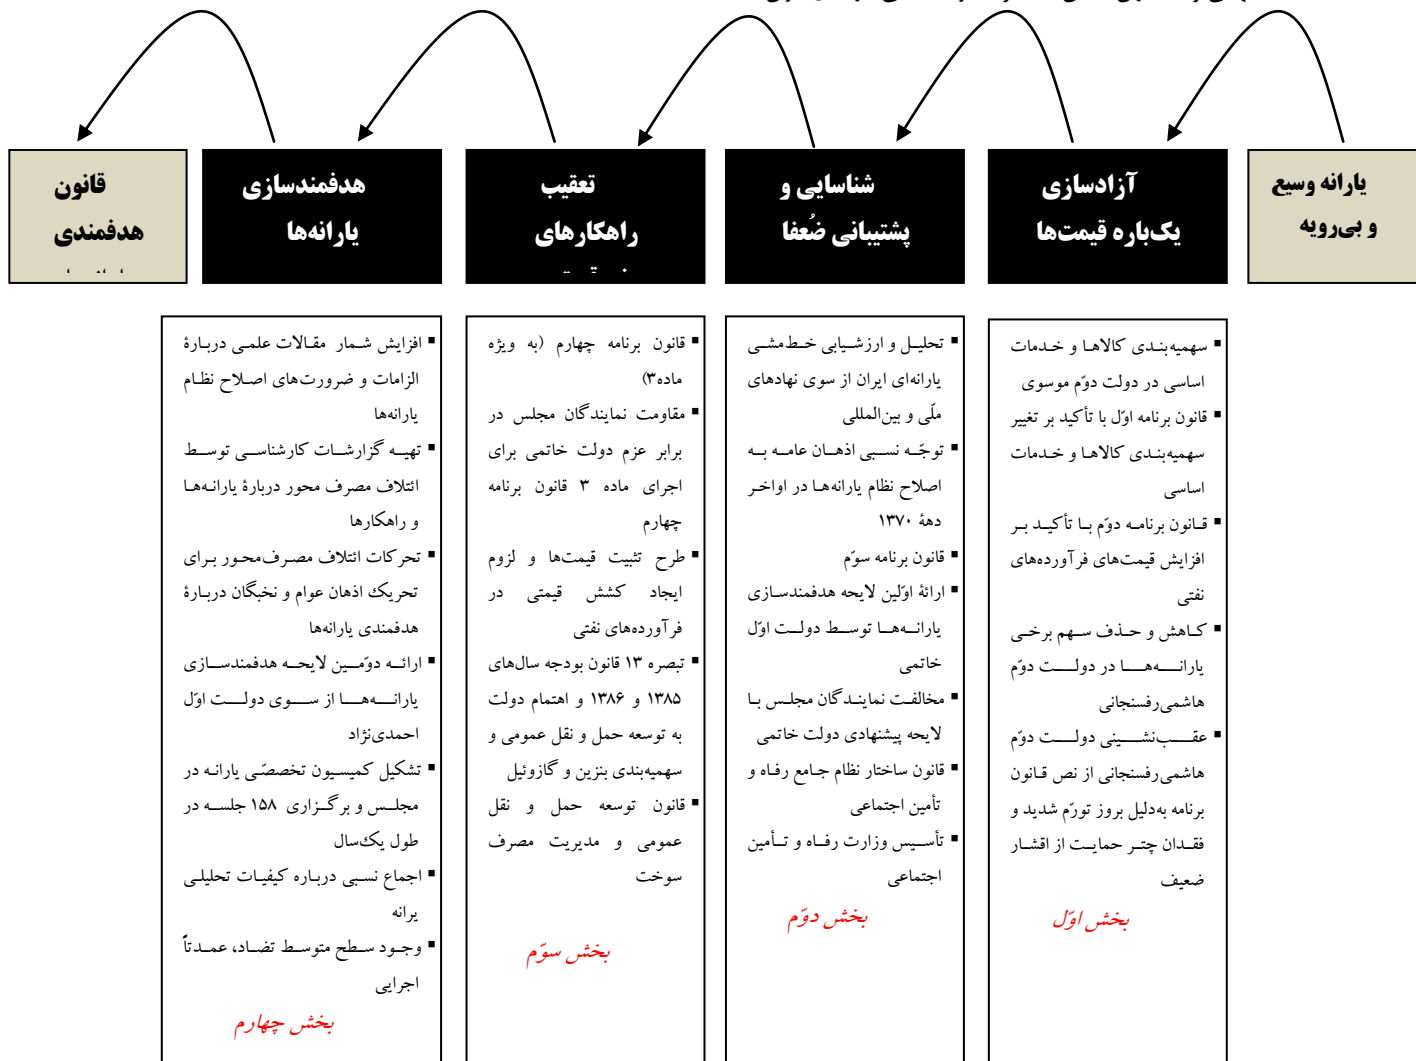 یارانه وسیع
و بی‌رویه
آزادسازی
یک‌باره قیمت‌ها
شناسایی و
پشتیبانی ضُعفا
تعقیب
راهکارهای
هدفمندسازی
یارانه‌ها
قانون
هدفمندی
▪ سهمیه‌بندی کالاها و خدمات
اساسی در دولت دوّم موسوی
▪ قانون برنامه اوّل با تأکید بر تغییر
سهمیه‌بندی کالاها و خدمات
اساسی
▪ قانون برنامه دوّم با تأکید بر
افزایش قیمت‌های فرآورده‌های
نفتی
▪ کاهش و حذف سهم برخی
یارانه‌ها در دولت دوّم
هاشمی‌رفسنجانی
▪ عقب‌نشینی دولت دوّم
هاشمی‌رفسنجانی از نص قانون
برنامه به‌دلیل بروز تورّم شدید و
فقدان چتر حمایت از اقشار
ضعیف
بخش اوّل
▪ تحلیل و ارزشیابی خط‌مشی
یارانه‌ای ایران از سوی نهادهای
ملّی و بین‌المللی
▪ توجّه نسبی اذهان عامه به
اصلاح نظام یارانه‌ها در اواخر
دههٔ ۱۳۷۰
▪ قانون برنامه سوّم
▪ ارائهٔ اوّلین لایحه هدفمندسازی
یارانه‌ها توسط دولت اوّل
خاتمی
▪ مخالفت نمایندگان مجلس با
لایحه پیشنهادی دولت خاتمی
▪ قانون ساختار نظام جامع رفاه و
تأمین اجتماعی
▪ تأسیس وزارت رفاه و تأمین
اجتماعی
بخش دوّم
▪ قانون برنامه چهارم (به ویژه
ماده۳)
▪ مقاومت نمایندگان مجلس در
برابر عزم دولت خاتمی برای
اجرای ماده ۳ قانون برنامه
چهارم
▪ طرح تثبیت قیمت‌ها و لزوم
ایجاد کشش قیمتی در
فرآورده‌های نفتی
▪ تبصره ۱۳ قانون بودجه سال‌های
۱۳۸۵ و ۱۳۸۶ و اهتمام دولت
به توسعه حمل و نقل عمومی و
سهمیه‌بندی بنزین و گازوئیل
▪ قانون توسعه حمل و نقل
عمومی و مدیریت مصرف
سوخت
بخش سوّم
▪ افزایش شمار مقالات علمی دربارهٔ
الزامات و ضرورت‌های اصلاح نظام
یارانه‌ها
▪ تهیه گزارشات کارشناسی توسط
ائتلاف مصرف محور دربارهٔ یارانه‌ها
و راهکارها
▪ تحرکات ائتلاف مصرف‌محور برای
تحریک اذهان عوام و نخبگان دربارهٔ
هدفمندی یارانه‌ها
▪ ارائه دوّمین لایحه هدفمندسازی
یارانه‌ها از سوی دولت اوّل
احمدی‌نژاد
▪ تشکیل کمیسیون تخصصّی یارانه در
مجلس و برگزاری ۱۵۸ جلسه در
طول یک‌سال
▪ اجماع نسبی درباره کیفیات تحلیلی
یرانه
▪ وجود سطح متوسط تضاد، عمدتاً
اجرایی
بخش چهارم